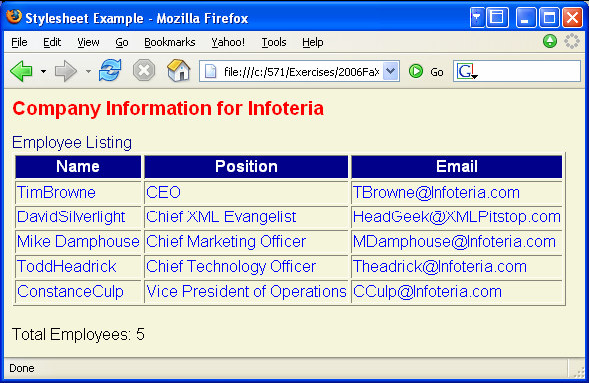 Stylesheet Example - Mozilla Firefox
File Edit View Go Bookmarks Yahoo! Tools Help
file:///c:/571/Exercises/2006FaX Go G
Company Information for Infoteria
Employee Listing
Name Position Email
TimBrowne CEO TBrowne@Infoteria.com
DavidSilverlight Chief XML Evangelist HeadGeek@XMLPitstop.com
Mike Damphouse Chief Marketing Officer MDamphouse@Infoteria.com
ToddHeadrick Chief Technology Officer Theadrick@Infoteria.com
ConstanceCulp Vice President of Operations CCulp@Infoteria.com
Total Employees: 5
Done